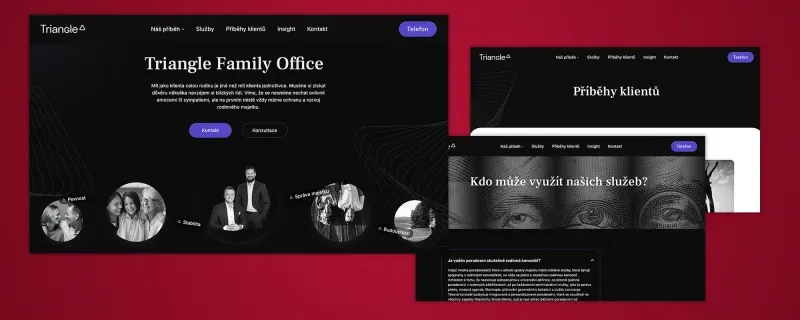 Triangle
Náš příběh
Služby
Příběhy klientů
Insight
Kontakt
Telefon
Triangle Family Office
Mít jako klienta celou rodinu je jiné než mít klienta jednotlivce. Musíme si získat
důvěru několika navzájem si blízkých lidí. Víme, že se nesmíme nechat ovlivnit
emocemi či sympatiemi, ale na prvním místě vždy máme ochranu a rozvoj
rodinného majetku.
Kontakt
Konzultace
Pevnost
Stabilita
Správa majetku
Budoucnost
Triangle
Náš příběh
Služby
Příběhy klientů
Insight
Kontakt
Telefon
Příběhy klientů
Náš příběh
Služby
Příběhy klientů
Insight
Kontakt
Telefon
Kdo může využít našich služeb?
Je vaším poradcem skutečně rodinná kancelář?